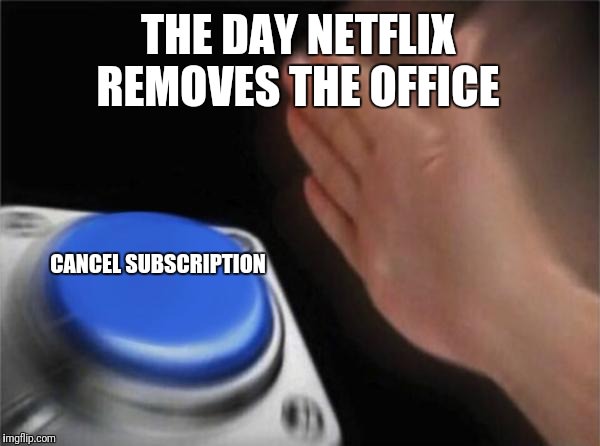 THE DAY NETFLIX
REMOVES THE OFFICE
CANCEL SUBSCRIPTION
imgflip.com